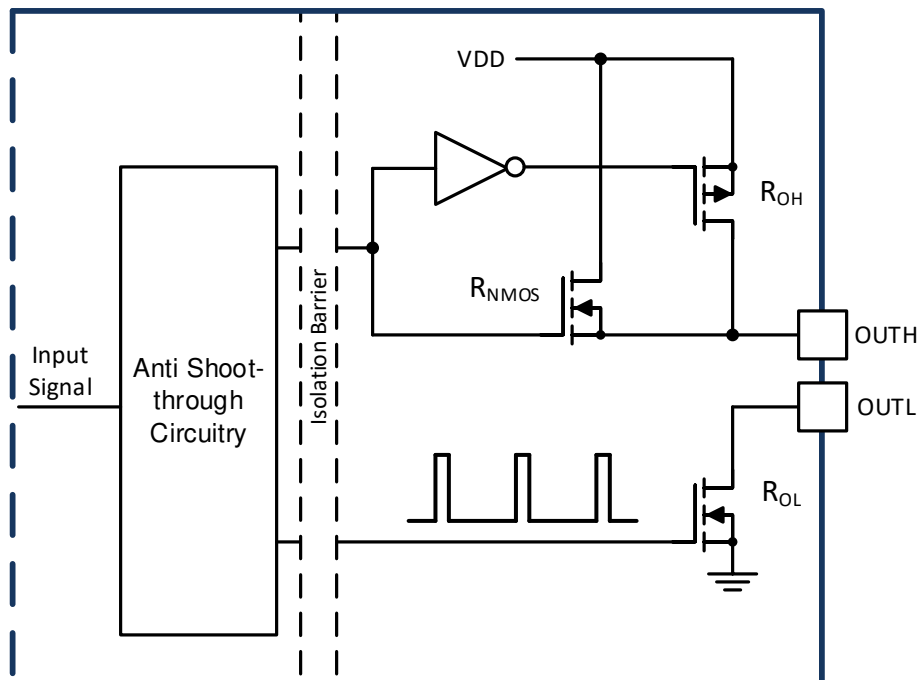 VDD
R_OH
R_NMOS
Isolation Barrier
OUTH
Input
Signal
Anti Shoot-
through
Circuitry
OUTL
R_OL